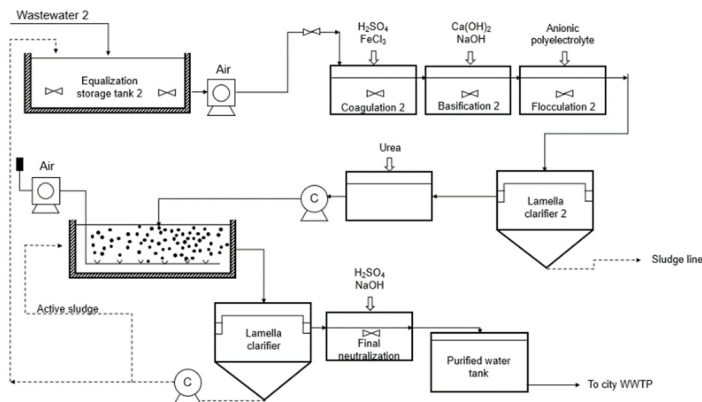 Wastewater 2
Equalization
storage tank 2
Air
H₂SO₄
FeCl₃
Coagulation 2
Ca(OH)₂
NaOH
Basification 2
Anionic
polyelectrolyte
Flocculation 2
Air
Urea
C
Lamella
clarifier 2
Sludge line
Active sludge
Lamella
clarifier
H₂SO₄
NaOH
Final
neutralization
Purified water
tank
C
To city WWTP